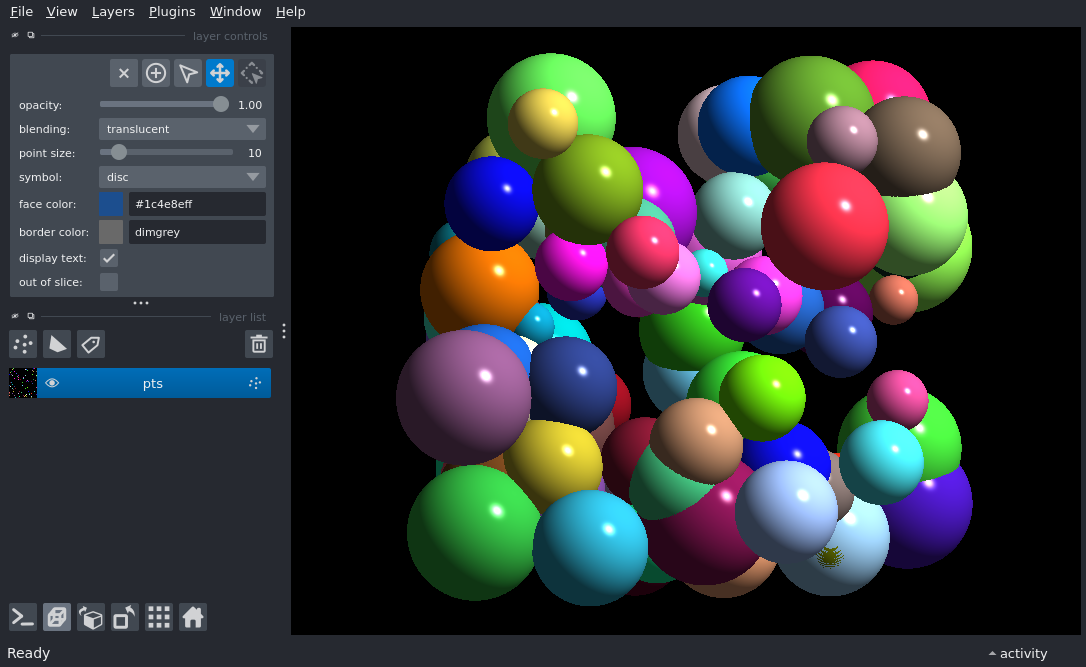 File View Layers Plugins Window Help
layer controls
opacity: 1.00
blending: translucent
point size: 10
symbol: disc
face color: #1c4e8eff
border color: dimgrey
display text:
out of slice:
layer list
pts
Ready
activity